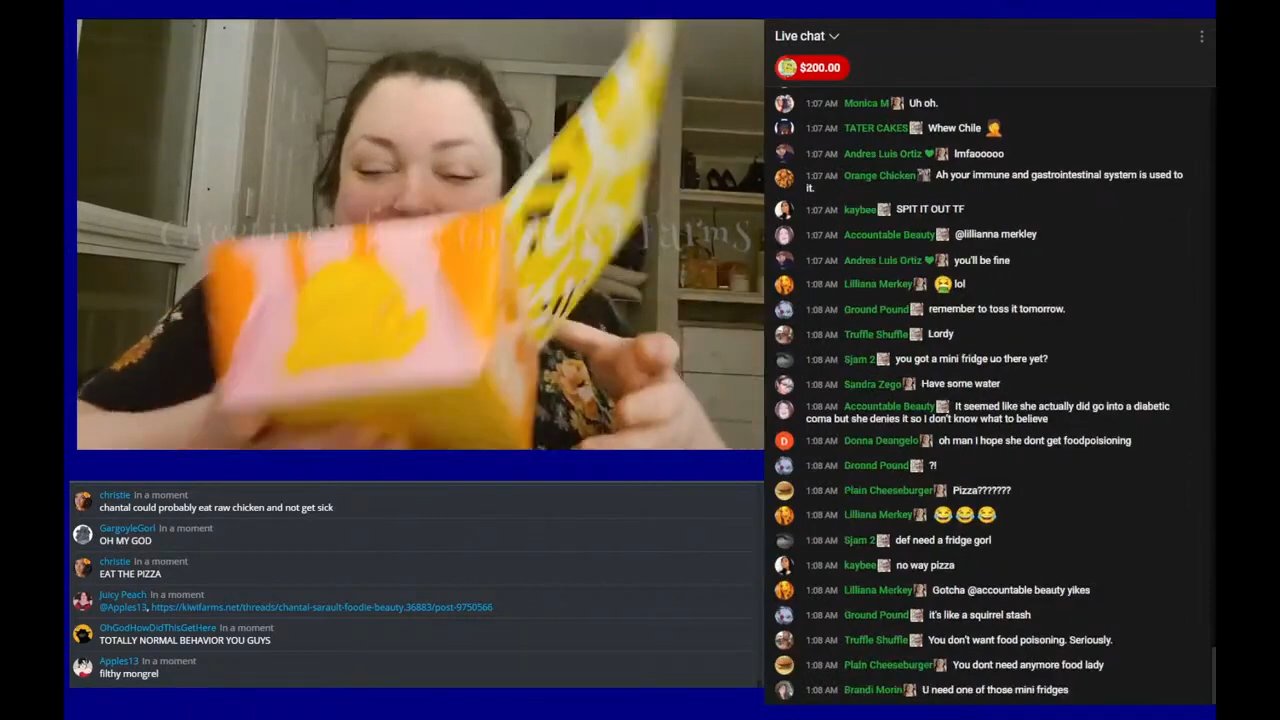 Live chat
$200.00
1:07 AM Monica M Uh oh.
1:07 AM TATER CAKES Whew Chile
1:07 AM Andres Luis Ortiz lmfaooooo
1:07 AM Orange Chicken Ah your immune and gastrointestinal system is used to
it.
1:07 AM kaybee SPIT IT OUT TF
1:07 AM Accountable Beauty @lillianna merkley
1:07 AM Andres Luis Ortiz you'll be fine
1:08 AM Lilliana Merkey lol
1:08 AM Ground Pound remember to toss it tomorrow.
1:08 AM Truffle Shuffle Lordy
1:08 AM Sjam 2 you got a mini fridge uo there yet?
1:08 AM Sandra Zego Have some water
1:08 AM Accountable Beauty It seemed like she actually did go into a diabetic
coma but she denies it so I don't know what to believe
1:08 AM Donna Deangelo oh man I hope she dont get foodpoisioning
1:08 AM Ground Pound ?!
1:08 AM Plain Cheeseburger Pizza???????
1:08 AM Lilliana Merkey
1:08 AM Sjam 2 def need a fridge gorl
1:08 AM kaybee no way pizza
1:08 AM Lilliana Merkey Gotcha @accountable beauty yikes
1:08 AM Ground Pound it's like a squirrel stash
1:08 AM Truffle Shuffle You don't want food poisoning. Seriously.
1:08 AM Plain Cheeseburger You dont need anymore food lady
1:08 AM Brandi Morin U need one of those mini fridges
christie In a moment
chantal could probably eat raw chicken and not get sick
GargoyleGorl In a moment
OH MY GOD
christie In a moment
EAT THE PIZZA
Juicy Peach In a moment
@Apples13, https://kiwifarms.net/threads/chantal-sarault-foodie-beauty.36883/post-9750566
OhGodHowDidThisGetHere In a moment
TOTALLY NORMAL BEHAVIOR YOU GUYS
Apples13 In a moment
filthy mongrel